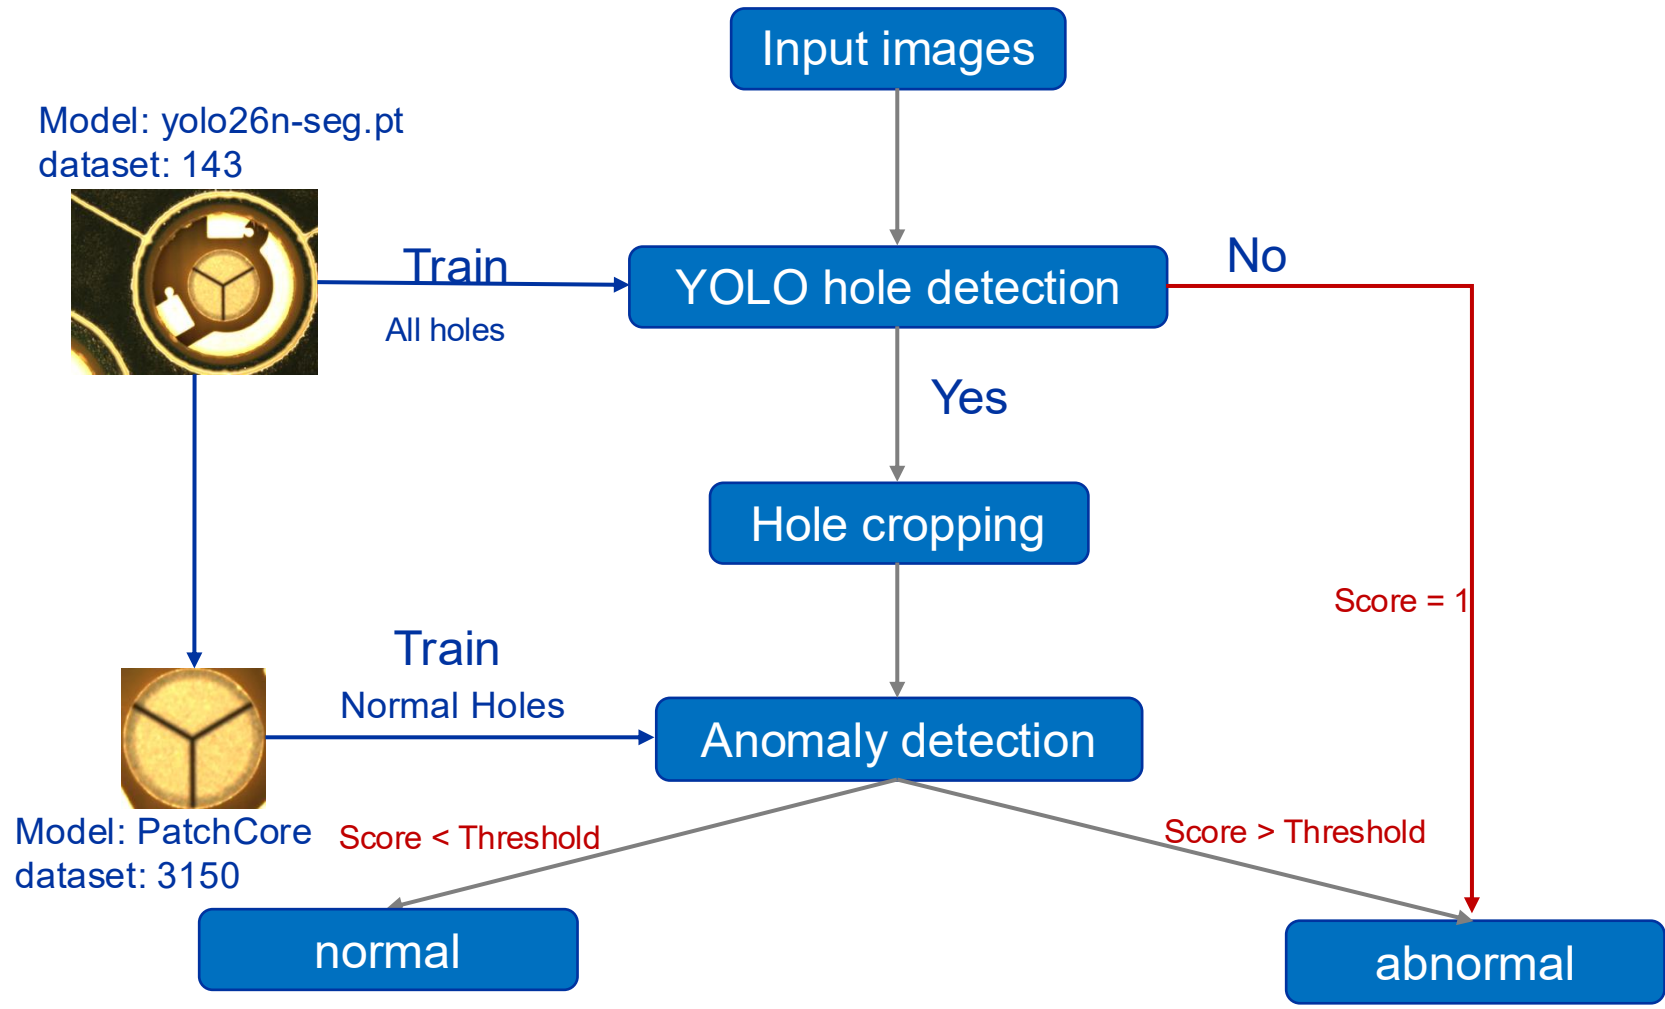 Input images
Model: yolo26n-seg.pt
dataset: 143
Train
All holes
YOLO hole detection
No
Yes
Hole cropping
Score = 1
Train
Normal Holes
Anomaly detection
Model: PatchCore
dataset: 3150
Score < Threshold
Score > Threshold
normal
abnormal